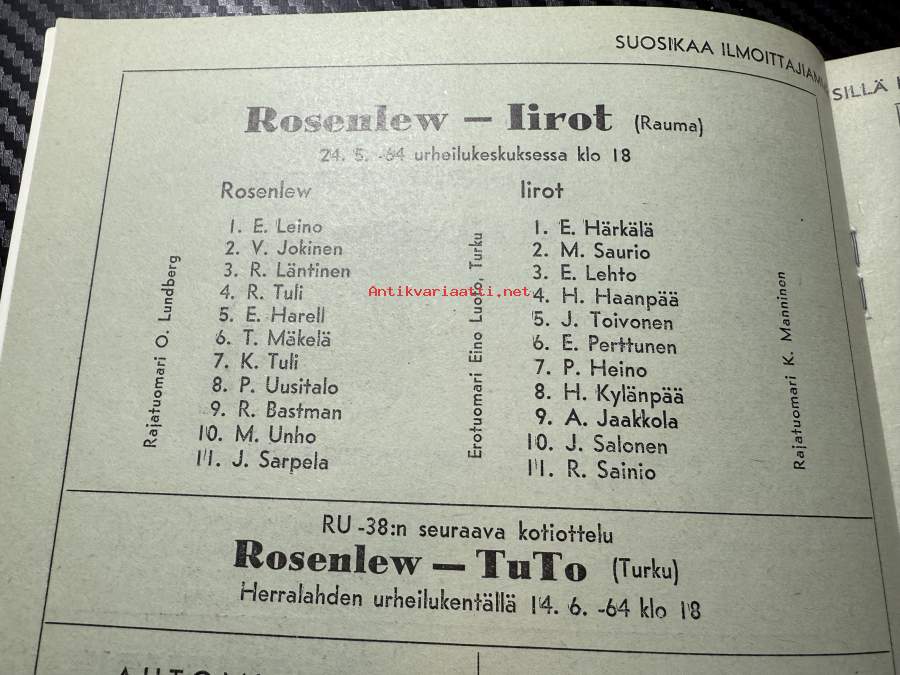 SUOSIKAA ILMOITTAJIAM
SILLÄ
Rosenlew — Iirot (Rauma)
24. 5. -64 urheilukeskuksessa klo 18
Rosenlew
1. E. Leino
2. V. Jokinen
3. R. Läntinen
4. R. Tuli
5. E. Harell
6. T. Mäkelä
7. K. Tuli
8. P. Uusitalo
9. R. Bastman
10. M. Unho
11. J. Sarpela
Rajatuomari O. Lundberg
Erotuomari Eino Luoto, Turku
Iirot
1. E. Härkälä
2. M. Saurio
3. E. Lehto
4. H. Haanpää
5. J. Toivonen
6. E. Perttunen
7. P. Heino
8. H. Kylänpää
9. A. Jaakkola
10. J. Salonen
11. R. Sainio
Rajatuomari K. Manninen
Antikvariaatti.net
RU -38:n seuraava kotiottelu
Rosenlew — TuTo (Turku)
Herralahden urheilukentällä 14. 6. -64 klo 18